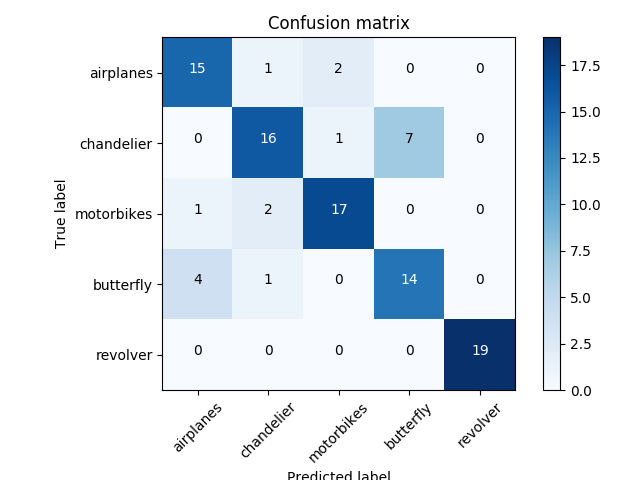 Confusion matrix
airplanes 15 1 2 0 0
chandelier 0 16 1 7 0
motorbikes 1 2 17 0 0
butterfly 4 1 0 14 0
revolver 0 0 0 0 19
airplanes chandelier motorbikes butterfly revolver
True label
Predicted label
17.5
15.0
12.5
10.0
7.5
5.0
2.5
0.0